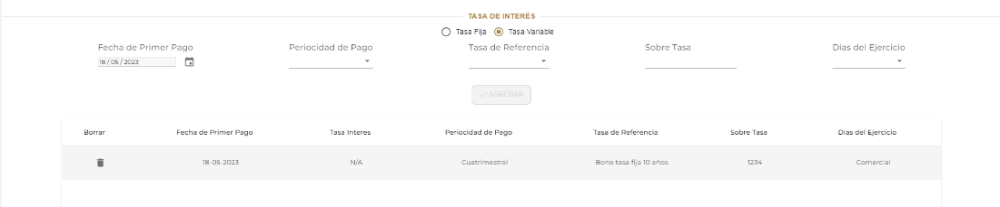 TASA DE INTERÉS
Tasa Fija Tasa Variable
Fecha de Primer Pago Periocidad de Pago Tasa de Referencia Sobre Tasa Días del Ejercicio
18 / 05 / 2023
AGREGAR
Borrar Fecha de Primer Pago Tasa Interes Periocidad de Pago Tasa de Referencia Sobre Tasa Días del Ejercicio
18-05-2023 N/A Cuatrimestral Bono tasa fija 10 años 1234 Comercial